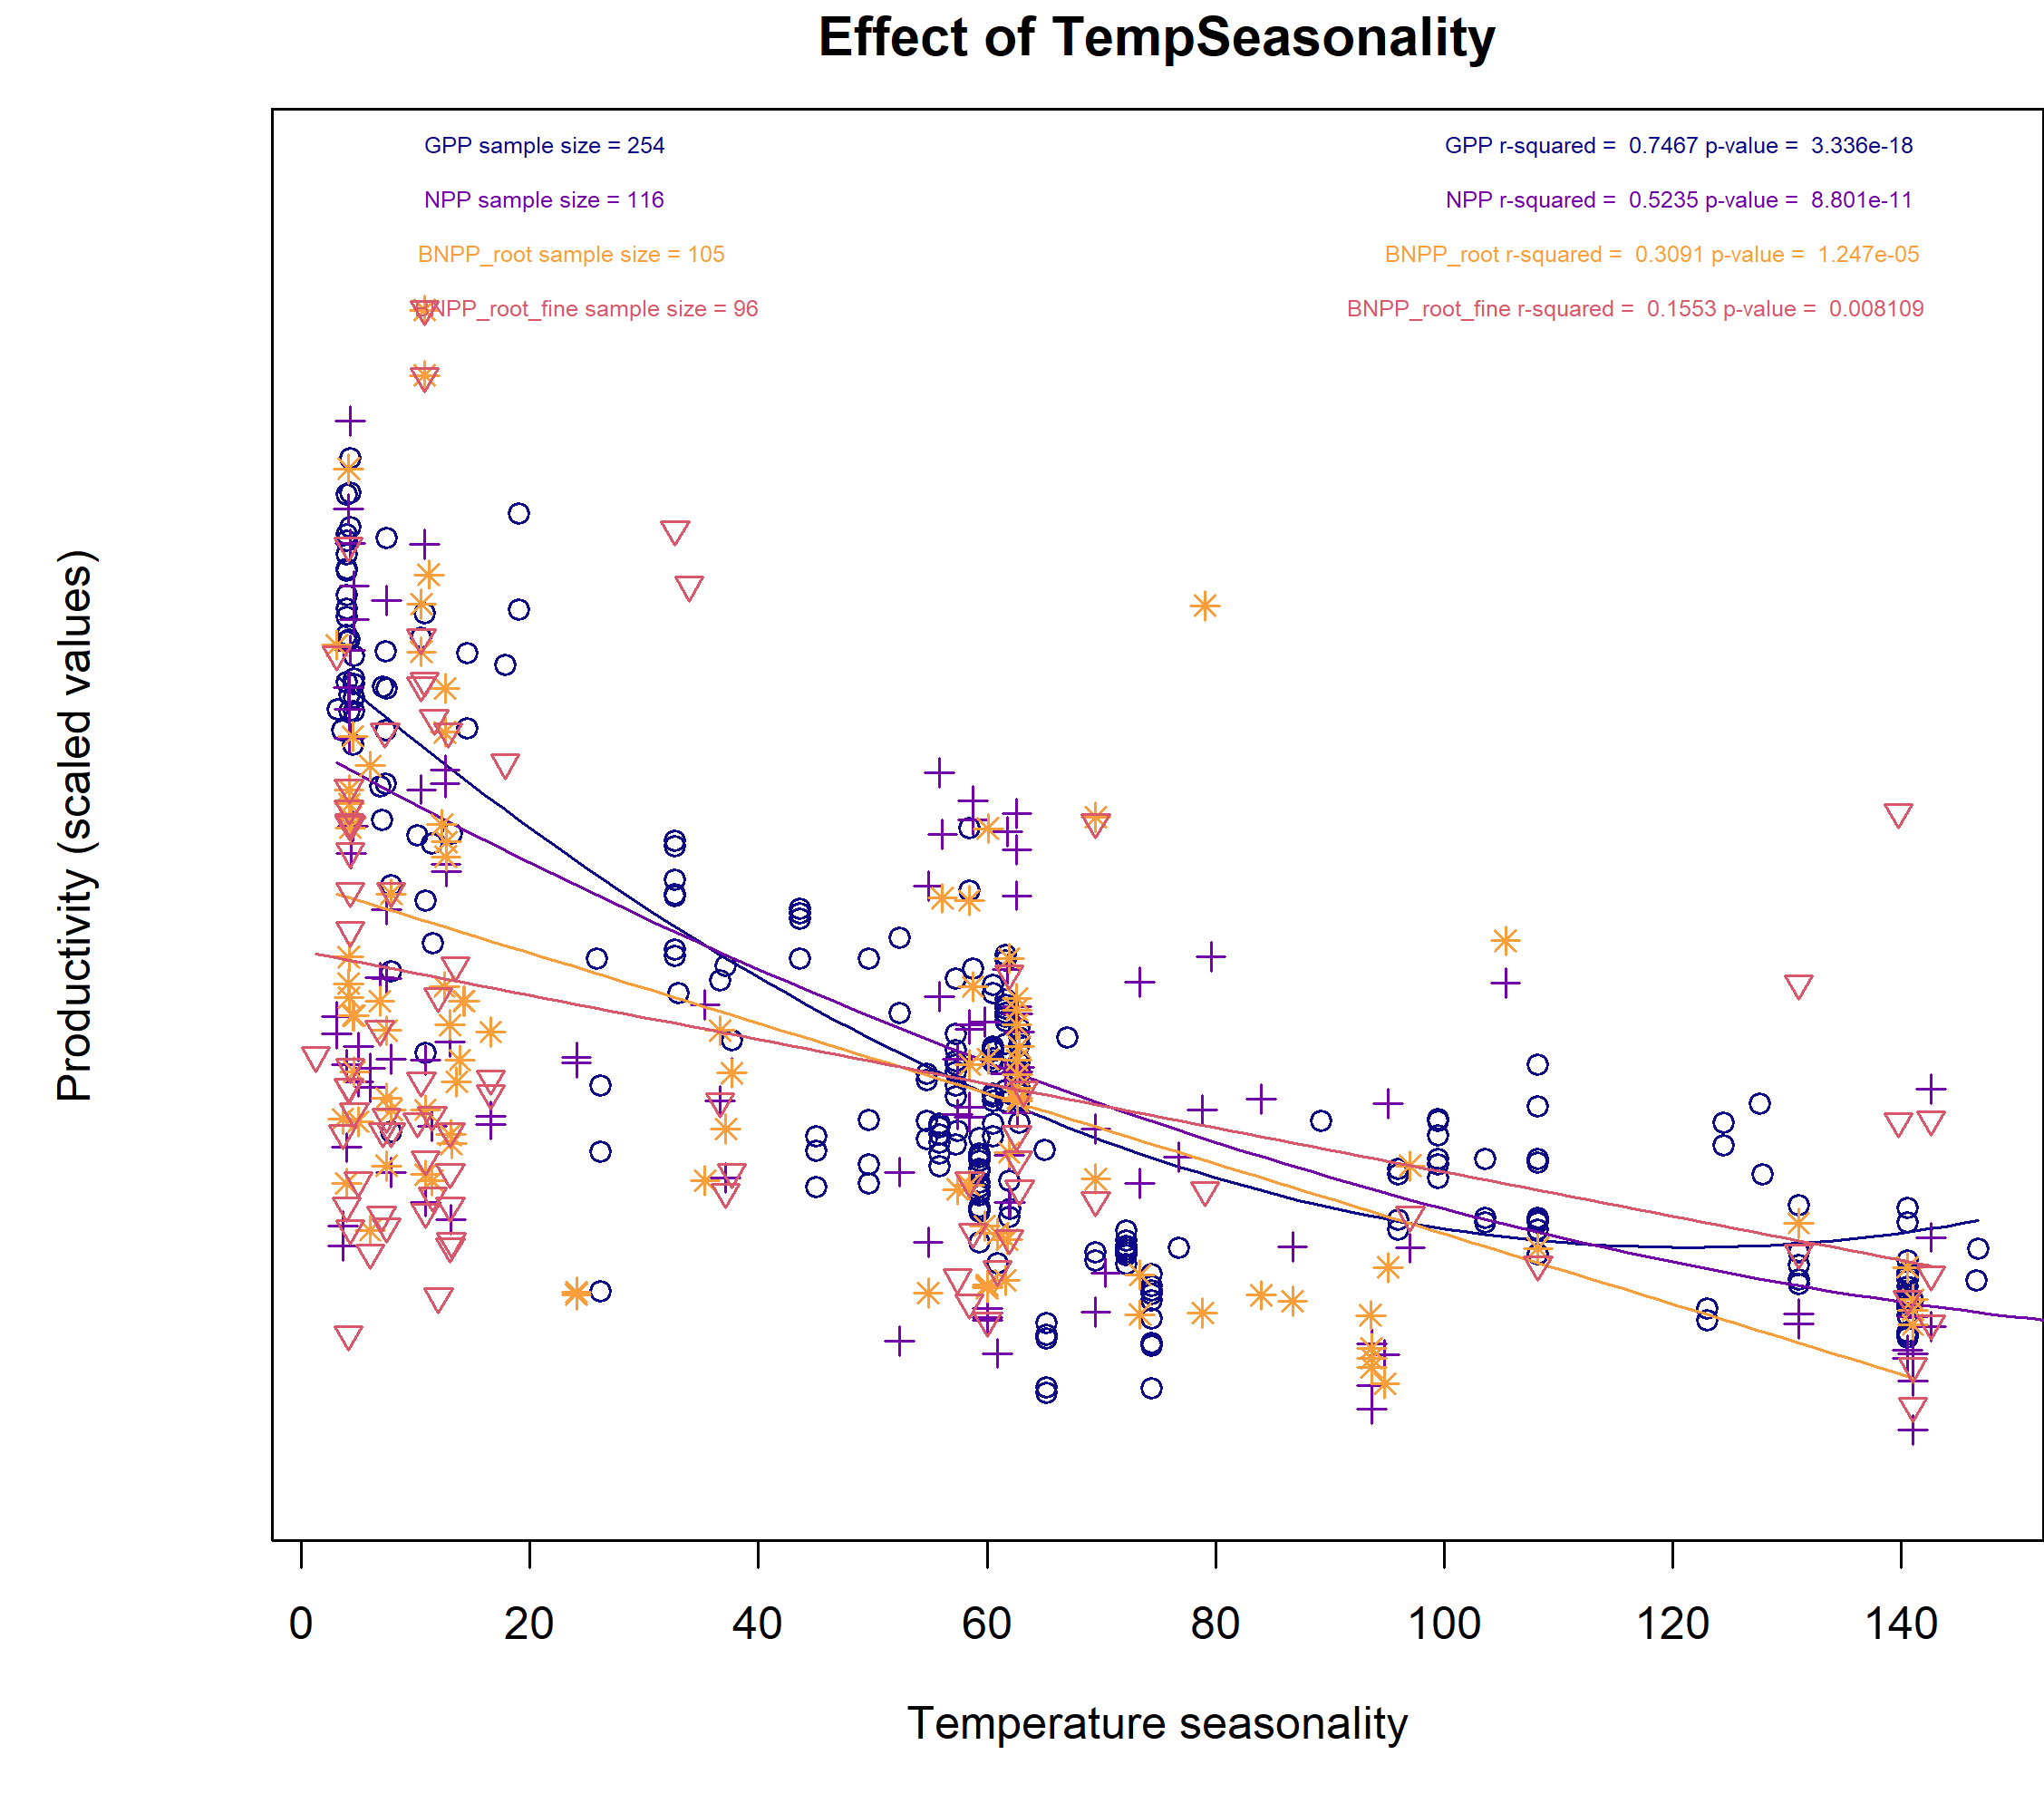 Effect of TempSeasonality
GPP sample size = 254
GPP r-squared = 0.7467 p-value = 3.336e-18
NPP sample size = 116
NPP r-squared = 0.5235 p-value = 8.801e-11
BNPP_root sample size = 105
BNPP_root r-squared = 0.3091 p-value = 1.247e-05
BNPP_root_fine sample size = 96
BNPP_root_fine r-squared = 0.1553 p-value = 0.008109
Productivity (scaled values)
0 20 40 60 80 100 120 140
Temperature seasonality